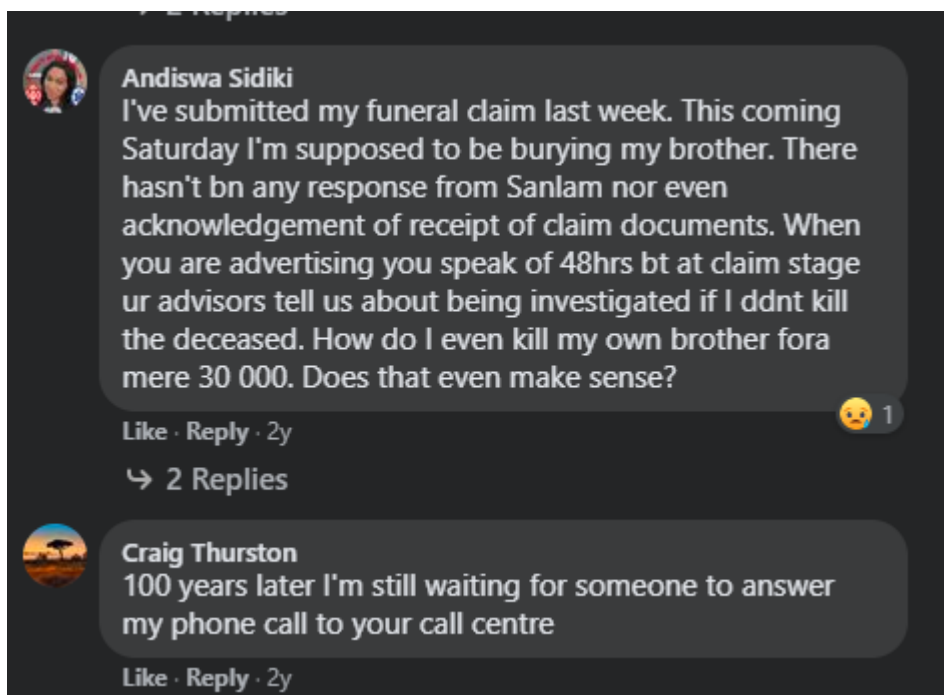 2 Replies
Andiswa Sidiki
I've submitted my funeral claim last week. This coming
Saturday I'm supposed to be burying my brother. There
hasn't bn any response from Sanlam nor even
acknowledgement of receipt of claim documents. When
you are advertising you speak of 48hrs bt at claim stage
ur advisors tell us about being investigated if I ddnt kill
the deceased. How do I even kill my own brother fora
mere 30 000. Does that even make sense?
1
Like · Reply · 2y
2 Replies
Craig Thurston
100 years later I'm still waiting for someone to answer
my phone call to your call centre
Like · Reply · 2y